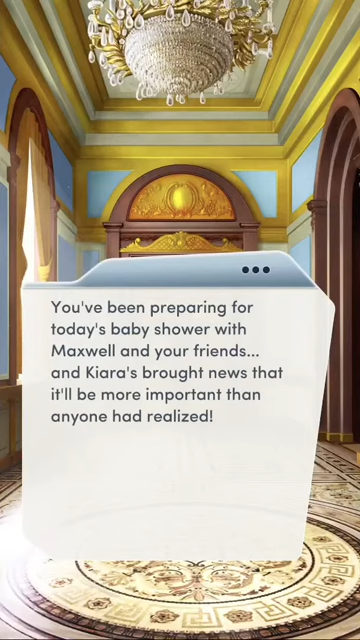 You've been preparing for
today's baby shower with
Maxwell and your friends...
and Kiara's brought news that
it'll be more important than
anyone had realized!